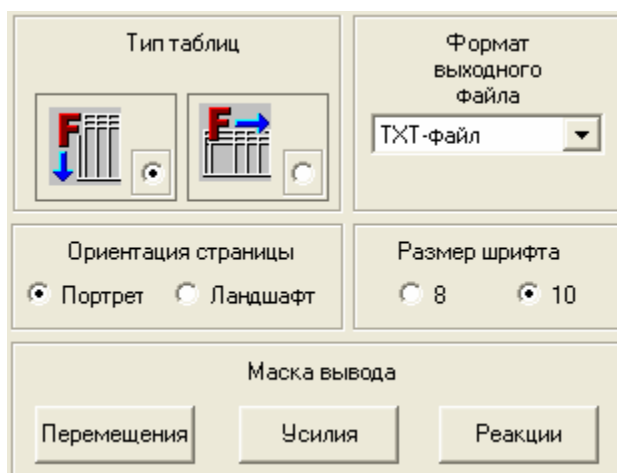 Тип таблиц
F
F
Формат
выходного
файла
TXT-файл
Ориентация страницы
Портрет Ландшафт
Размер шрифта
8 10
Маска вывода
Перемещения Усилия Реакции